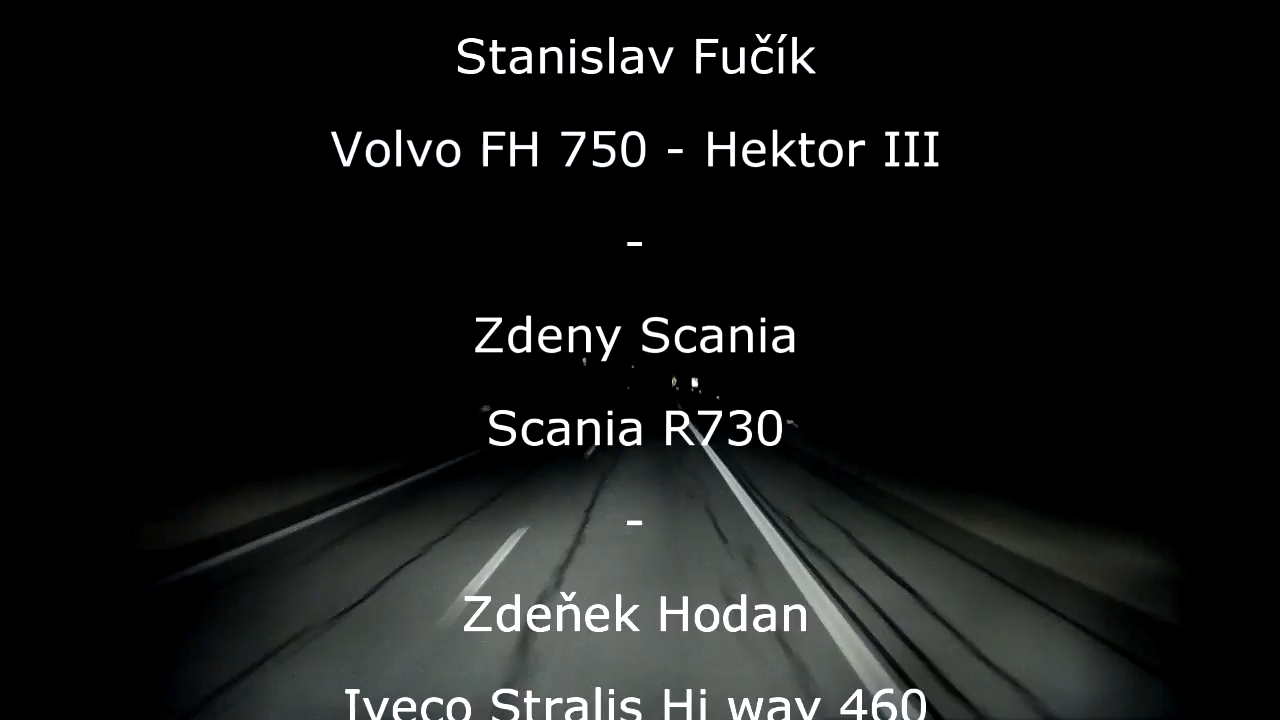 Stanislav Fučík
Volvo FH 750 - Hektor III
-
Zdeny Scania
Scania R730
-
Zdeňek Hodan
Iveco Stralis Hi way 460